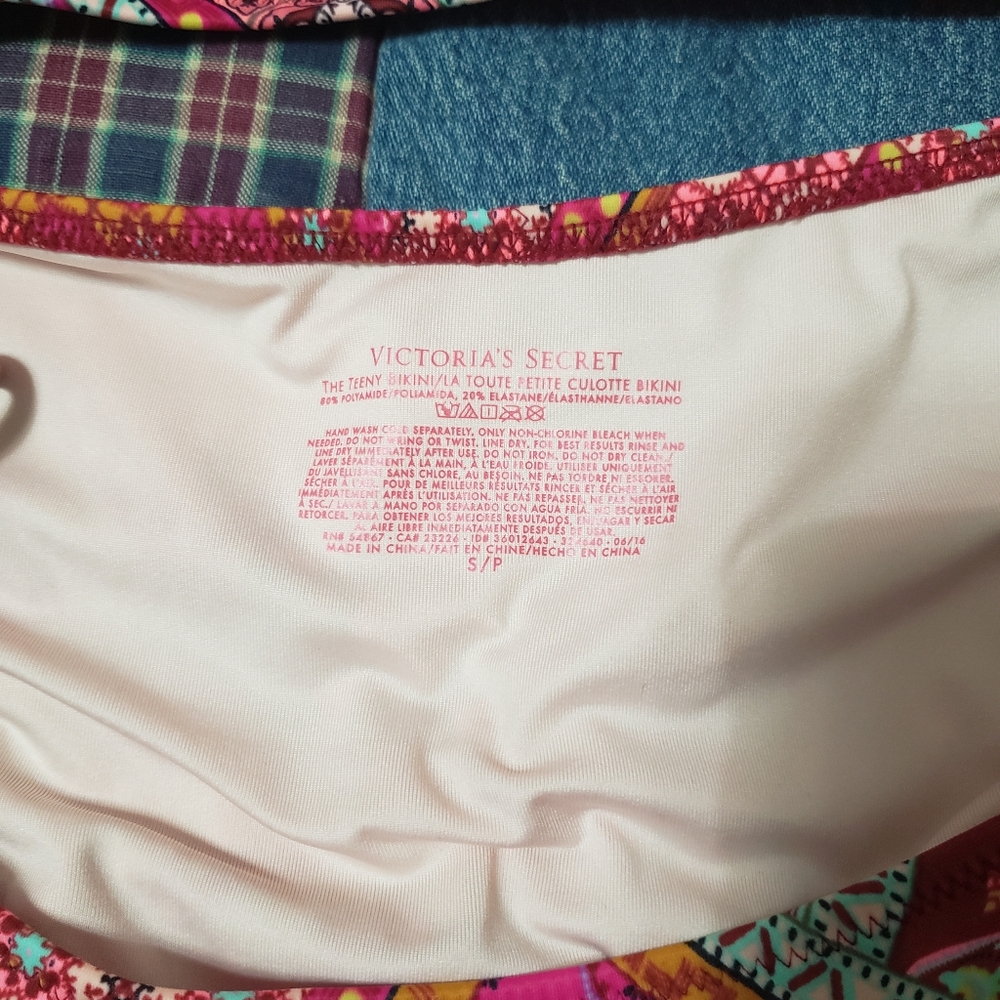 VICTORIA'S SECRET
THE TEENY BIKINI/LA TOUTE PETITE CULOTTE BIKINI
80% POLYAMIDE/POLIAMIDA, 20% ELASTANE/ÉLASTHANNE/ELASTANO
HAND WASH COLD SEPARATELY. ONLY NON-CHLORINE BLEACH WHEN
NEEDED. DO NOT WRING OR TWIST. LINE DRY. FOR BEST RESULTS RINSE AND
LINE DRY IMMEDIATELY AFTER USE. DO NOT IRON. DO NOT DRY CLEAN./
LAVER SÉPARÉMENT À LA MAIN, À L'EAU FROIDE. UTILISER UNIQUEMENT
DU JAVELLISANT SANS CHLORE, AU BESOIN. NE PAS TORDRE NI ESSORER.
SÉCHER À L'AIR. POUR DE MEILLEURS RÉSULTATS RINCER ET SÉCHER À L'AIR
IMMÉDIATEMENT APRÈS L'UTILISATION. NE PAS REPASSER. NE PAS NETTOYER
À SEC./ LAVAR A MANO POR SEPARADO CON AGUA FRÍA. NO ESCURRIR NI
RETORCER. PARA OBTENER LOS MEJORES RESULTADOS, ENJUAGAR Y SECAR
AL AIRE LIBRE INMEDIATAMENTE DESPUÉS DE USAR.
RN# 54867 · CA# 23226 · ID# 36012643 · 06/16
MADE IN CHINA/FAIT EN CHINE/HECHO EN CHINA
S/P